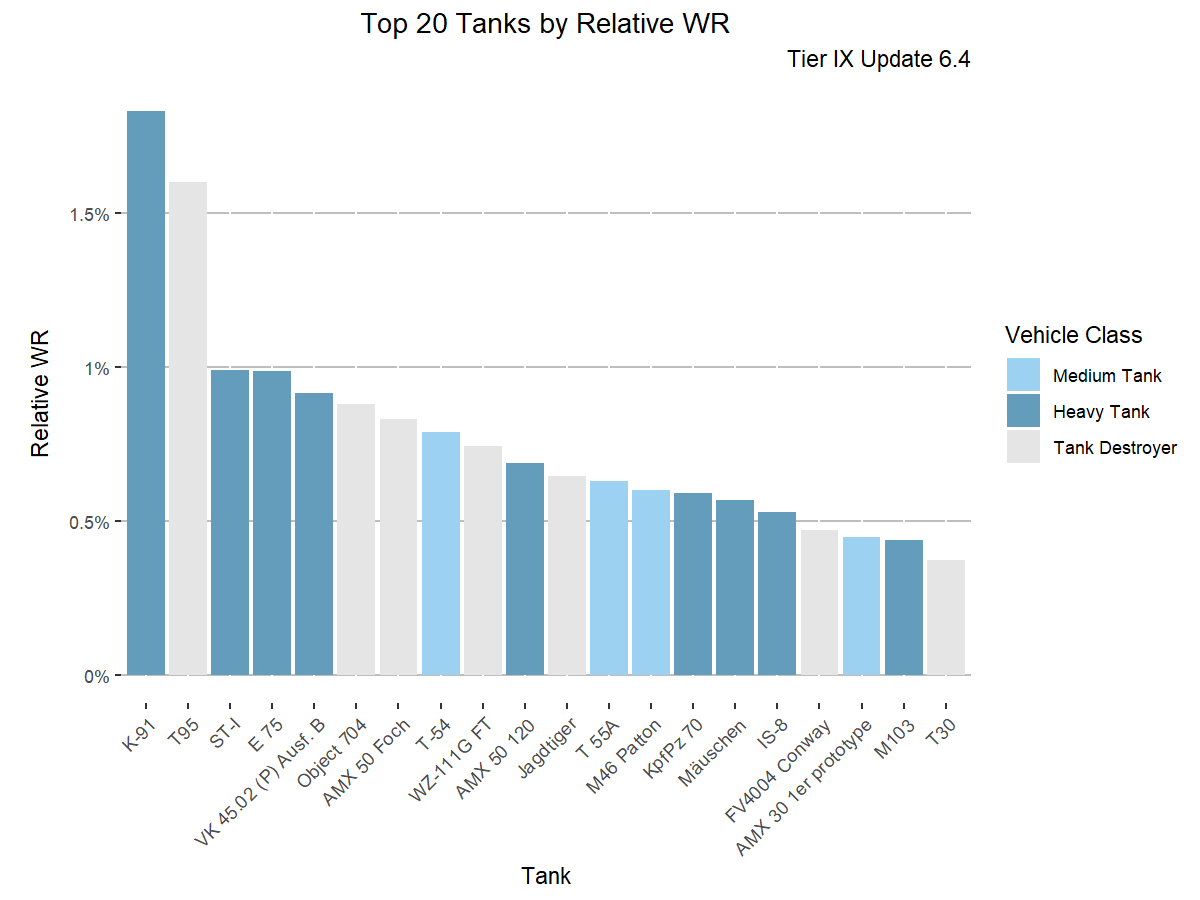 Top 20 Tanks by Relative WR
Tier IX Update 6.4
Relative WR
1.5%
1%
0.5%
0%
K-91
T95
ST-I
E 75
VK 45.02 (P) Ausf. B
Object 704
AMX 50 Foch
T-54
WZ-111G FT
AMX 50 120
Jagdtiger
T 55A
M46 Patton
KpfPz 70
Mäuschen
IS-8
FV4004 Conway
AMX 30 1er prototype
M103
T30
Tank
Vehicle Class
Medium Tank
Heavy Tank
Tank Destroyer